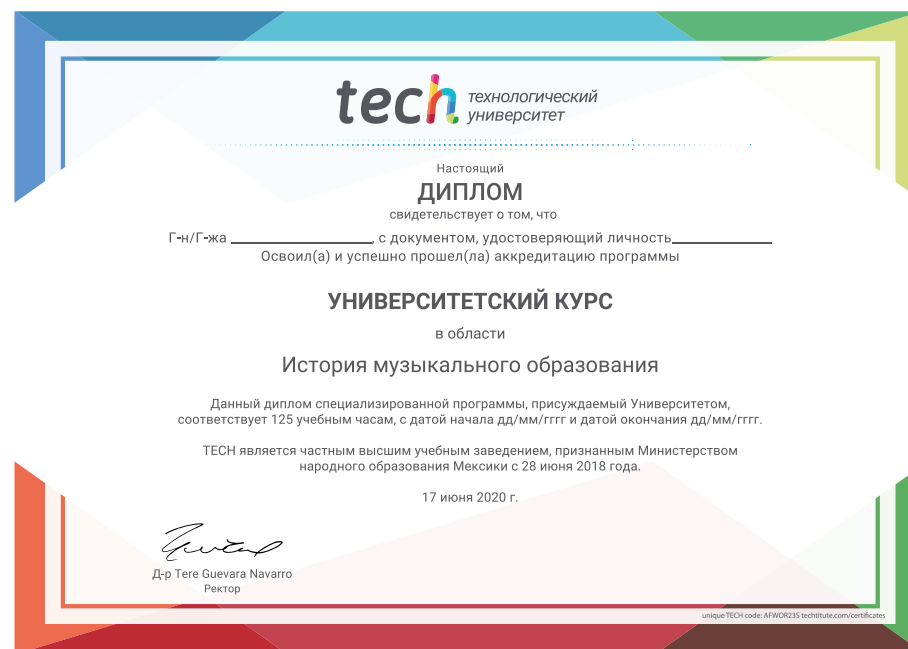 tech технологический
университет
Настоящий
ДИПЛОМ
свидетельствует о том, что
Г-н/Г-жа ____________, с документом, удостоверяющий личность____________
Освоил(а) и успешно прошел(ла) аккредитацию программы
УНИВЕРСИТЕТСКИЙ КУРС
в области
История музыкального образования
Данный диплом специализированной программы, присуждаемый Университетом,
соответствует 125 учебным часам, с датой начала дд/мм/гггг и датой окончания дд/мм/гггг.
TECH является частным высшим учебным заведением, признанным Министерством
народного образования Мексики с 28 июня 2018 года.
17 июня 2020 г.
Д-р Tere Guevara Navarro
Ректор
unique TECH code: AFWOR23S techtitute.com/certificates